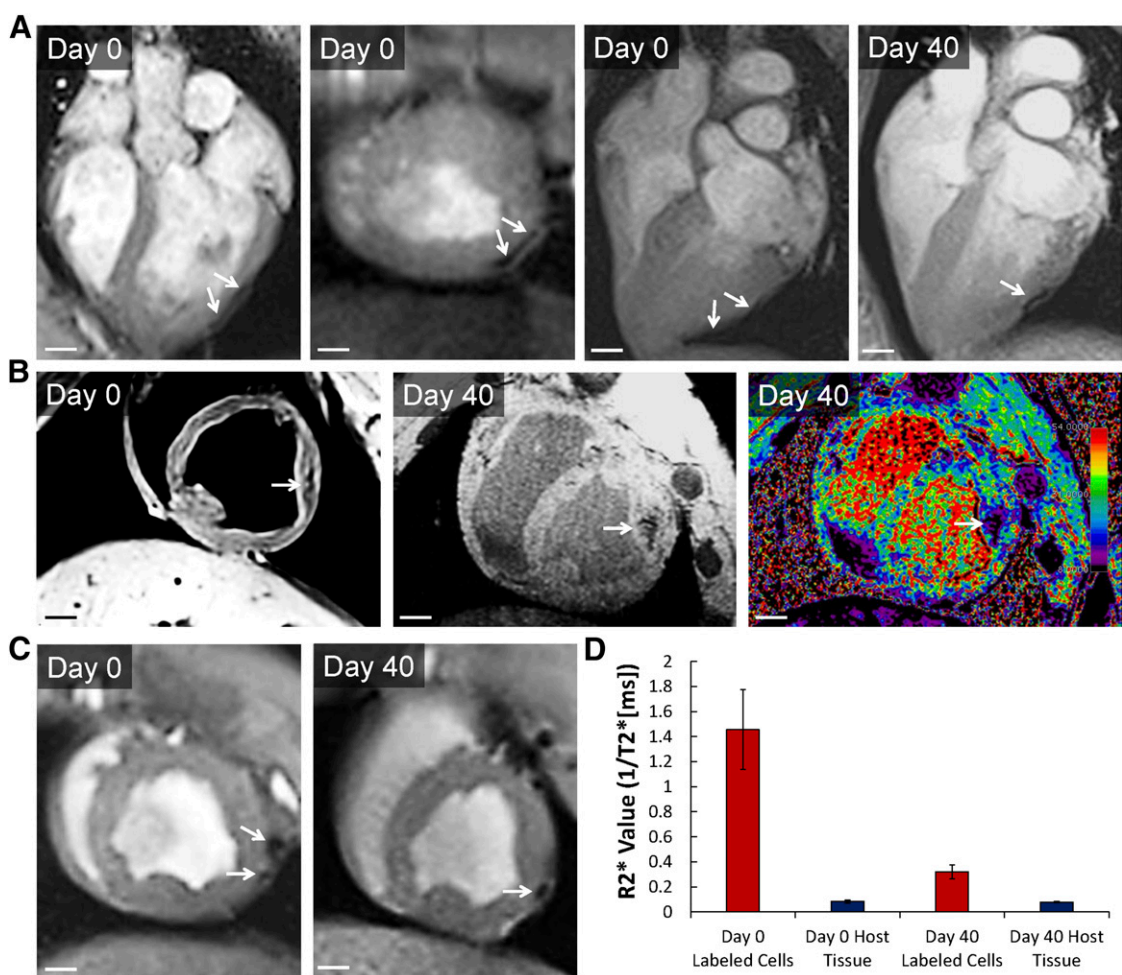 A
Day 0
Day 0
Day 0
Day 40
B
Day 0
Day 40
Day 40
C
Day 0
Day 40
D
R2* Value (1/T2*[ms])
2
1.8
1.6
1.4
1.2
1
0.8
0.6
0.4
0.2
0
Day 0
Labeled Cells
Day 0 Host
Tissue
Day 40
Labeled Cells
Day 40 Host
Tissue